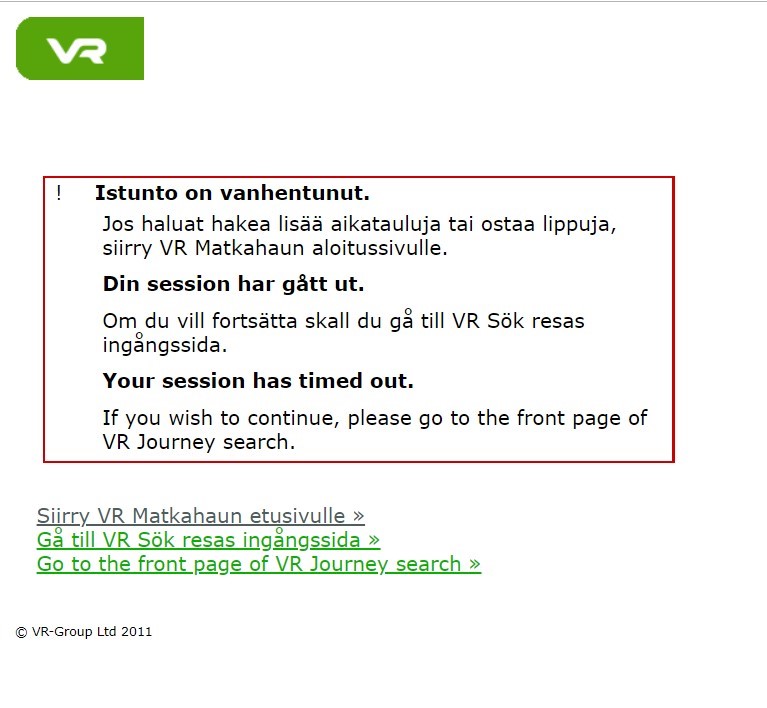 VR
! Istunto on vanhentunut.
Jos haluat hakea lisää aikatauluja tai ostaa lippuja,
siirry VR Matkahaun aloitussivulle.
Din session har gått ut.
Om du vill fortsätta skall du gå till VR Sök resas
ingångssida.
Your session has timed out.
If you wish to continue, please go to the front page of
VR Journey search.
Siirry VR Matkahaun etusivulle »
Gå till VR Sök resas ingångssida »
Go to the front page of VR Journey search »
© VR-Group Ltd 2011